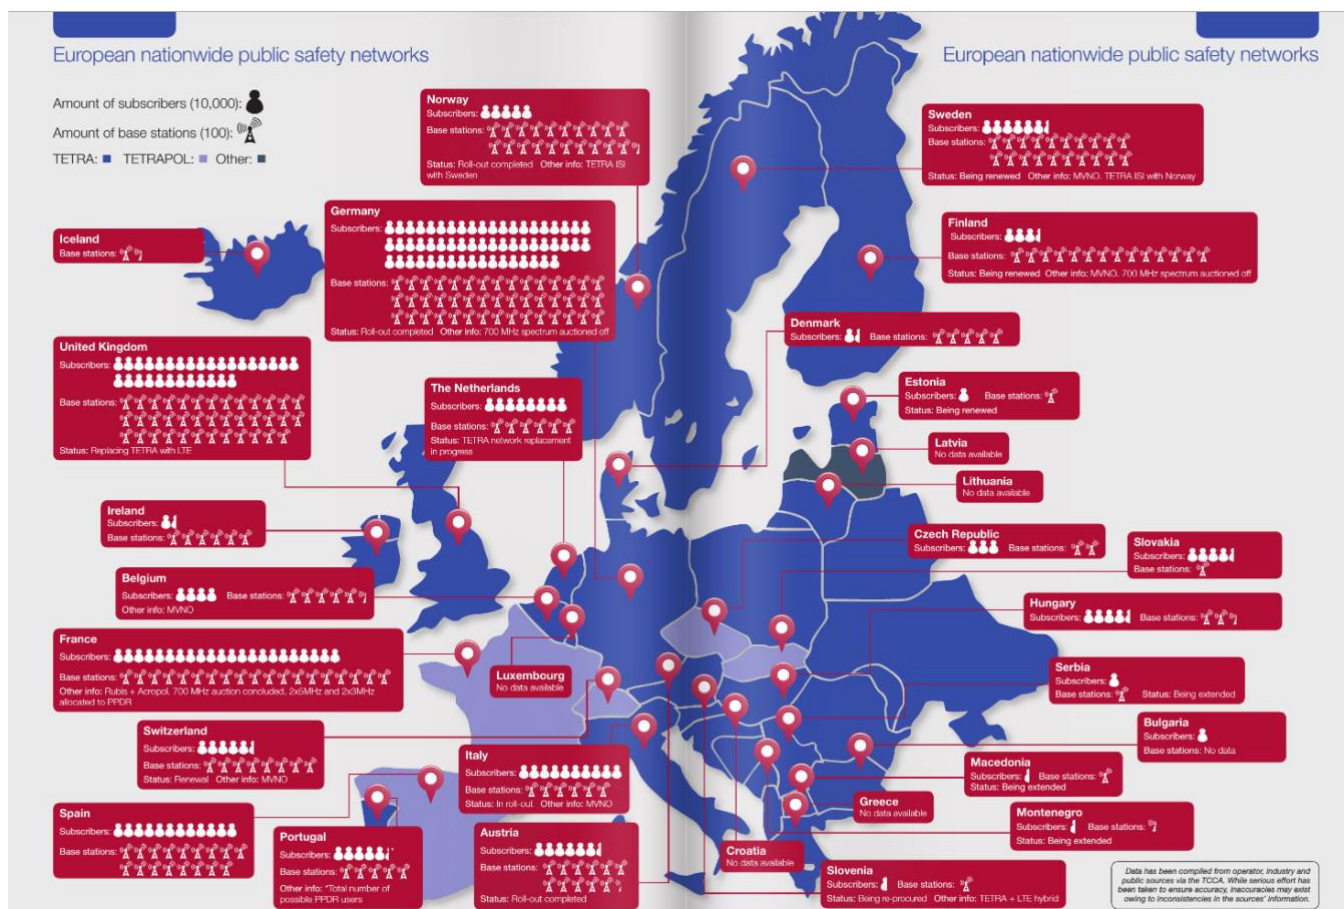 European nationwide public safety networks
European nationwide public safety networks
Amount of subscribers (10,000):
Amount of base stations (100):
TETRA: TETRAPOL: Other:
Norway
Subscribers:
Base stations:
Status: Roll-out completed Other info: TETRA ISI
with Sweden
Sweden
Subscribers:
Base stations:
Status: Being renewed Other info: MVNO. TETRA ISI with Norway
Germany
Subscribers:
Base stations:
Status: Roll-out completed Other info: 700 MHz spectrum auctioned off
Iceland
Base stations:
Finland
Subscribers:
Base stations:
Status: Being renewed Other info: MVNO. 700 MHz spectrum auctioned off
Denmark
Subscribers: Base stations:
United Kingdom
Subscribers:
Base stations:
Status: Replacing TETRA with LTE
The Netherlands
Subscribers:
Base stations:
Status: TETRA network replacement
in progress
Estonia
Subscribers: Base stations:
Status: Being renewed
Latvia
No data available
Lithuania
No data available
Ireland
Subscribers:
Base stations:
Czech Republic
Subscribers: Base stations:
Slovakia
Subscribers:
Base stations:
Belgium
Subscribers: Base stations:
Other info: MVNO
Hungary
Subscribers: Base stations:
France
Subscribers:
Base stations:
Other info: Rubis + Acropol. 700 MHz auction concluded, 2x5MHz and 2x3MHz
allocated to PPDR
Luxembourg
No data available
Serbia
Subscribers:
Base stations: Status: Being extended
Bulgaria
Subscribers:
Base stations: No data
Switzerland
Subscribers:
Base stations:
Status: Renewal Other info: MVNO
Italy
Subscribers:
Base stations:
Status: In roll-out Other info: MVNO
Macedonia
Subscribers: Base stations:
Status: Being extended
Greece
No data available
Montenegro
Subscribers: Base stations:
Status: Being extended
Spain
Subscribers:
Base stations:
Portugal
Subscribers: *
Base stations:
Other info: *Total number of
possible PPDR users
Austria
Subscribers:
Base stations:
Status: Roll-out completed
Croatia
No data available
Slovenia
Subscribers: Base stations:
Status: Being re-procured Other info: TETRA + LTE hybrid
Data has been compiled from operator, industry and
public sources via the TCCA. While serious effort has
been taken to ensure accuracy, inaccuracies may exist
owing to inconsistencies in the sources' information.